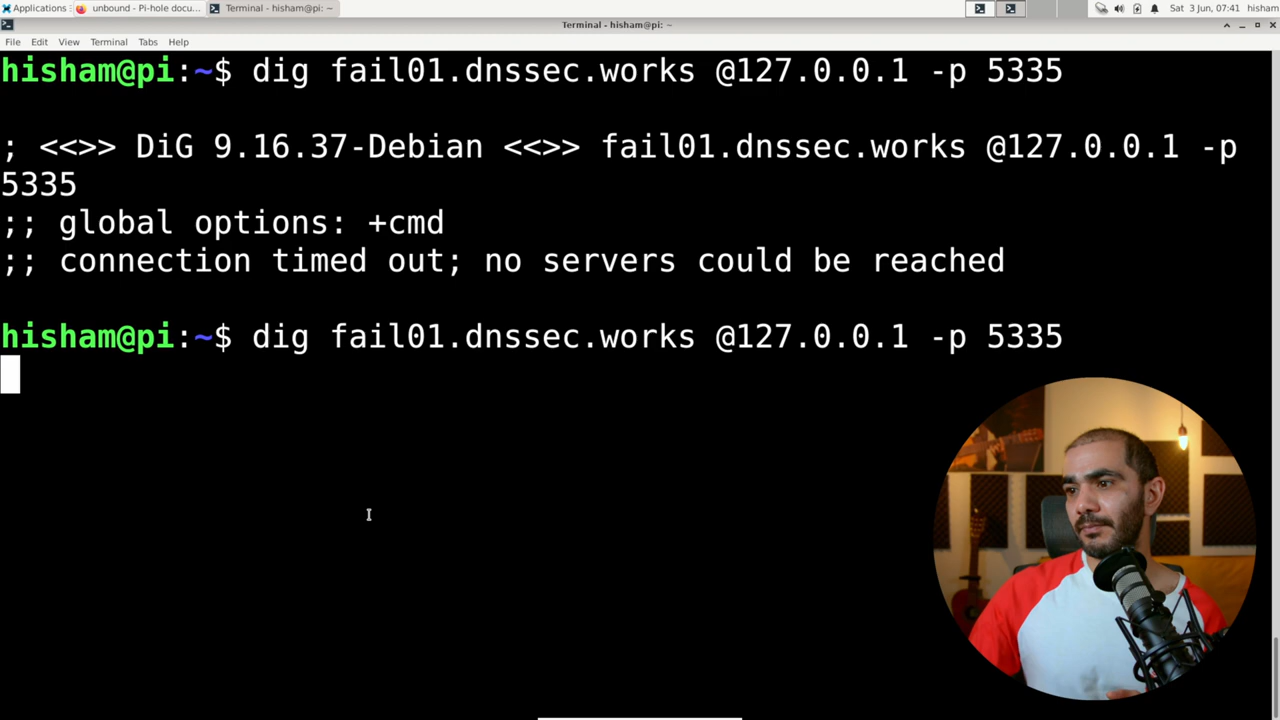 Applications
unbound - Pi-hole docu...
Terminal - hisham@pi: ~
Sat 3 Jun, 07:41 hisham
Terminal - hisham@pi: ~
File Edit View Terminal Tabs Help
hisham@pi:~$ dig fail01.dnssec.works @127.0.0.1 -p 5335
; <<>> DiG 9.16.37-Debian <<>> fail01.dnssec.works @127.0.0.1 -p
5335
;; global options: +cmd
;; connection timed out; no servers could be reached
hisham@pi:~$ dig fail01.dnssec.works @127.0.0.1 -p 5335